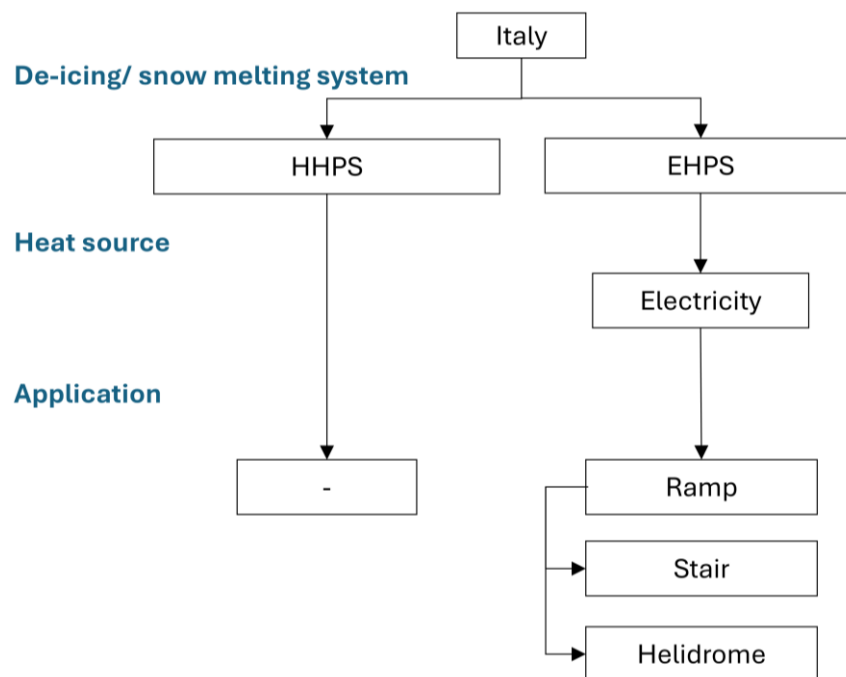 Italy
De-icing/ snow melting system
HHPS
EHPS
Heat source
Electricity
Application
-
Ramp
Stair
Helidrome